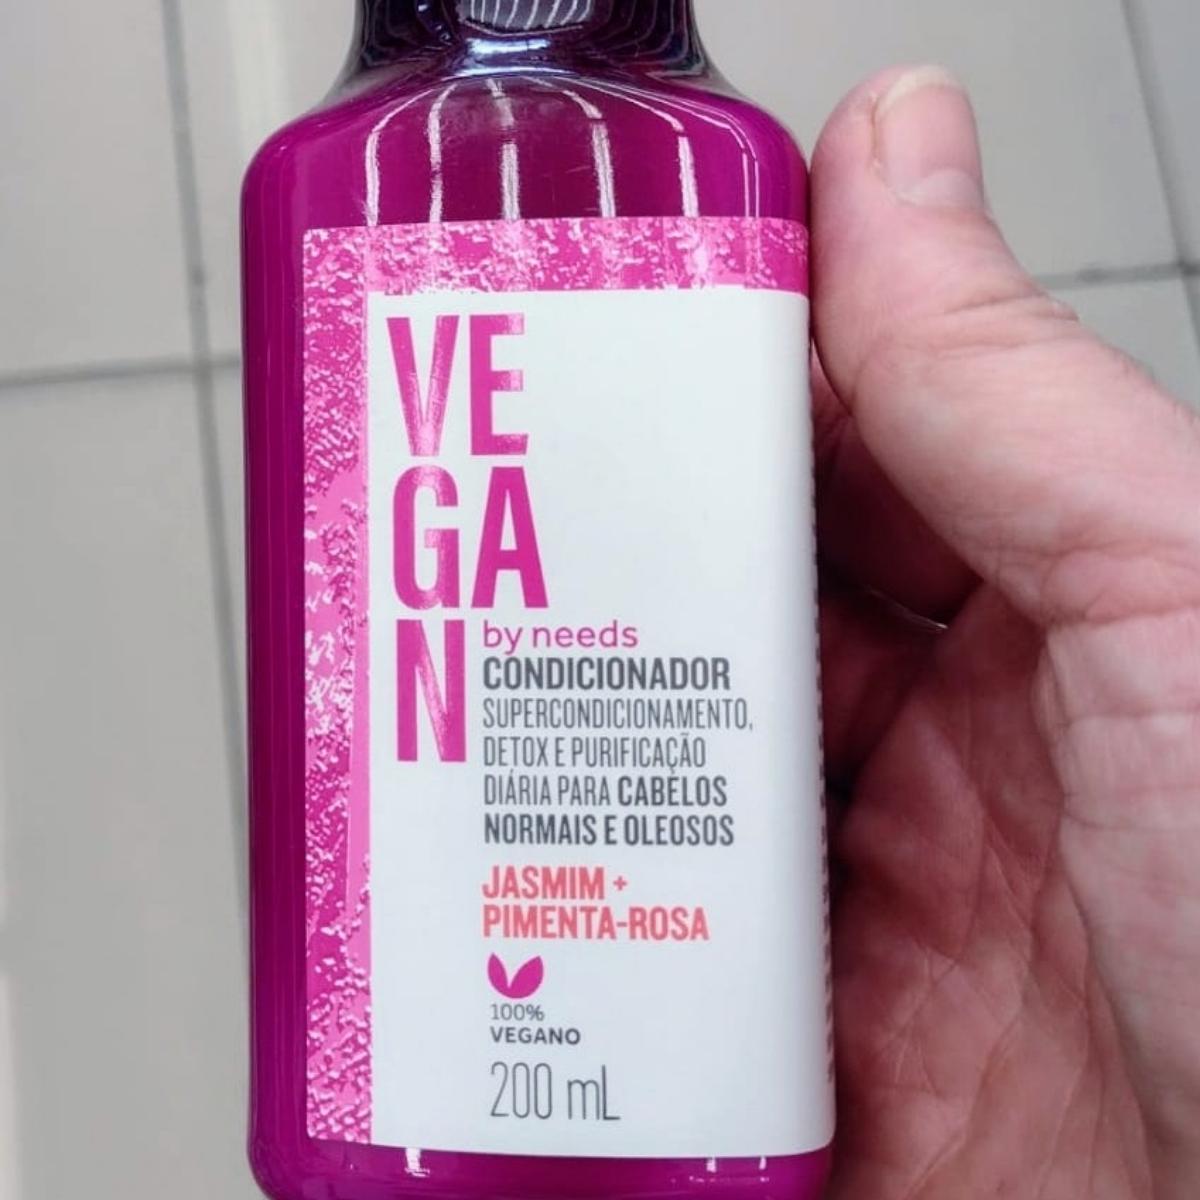 VE
GA
N
by needs
CONDICIONADOR
SUPERCONDICIONAMENTO,
DETOX E PURIFICAÇÃO
DIÁRIA PARA CABELOS
NORMAIS E OLEOSOS
JASMIM +
PIMENTA-ROSA
100%
VEGANO
200 mL